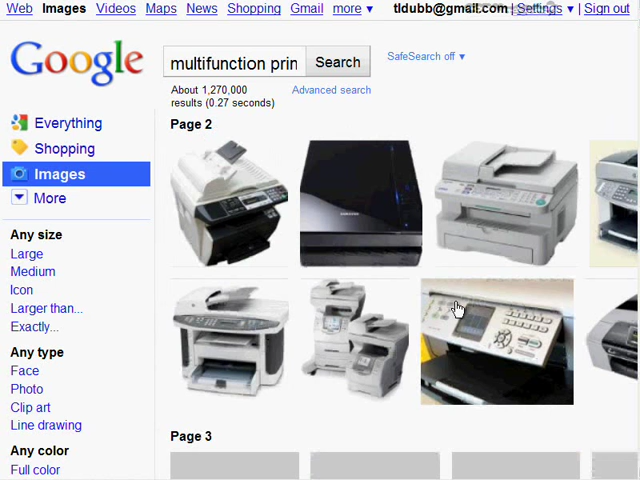 Web Images Videos Maps News Shopping Gmail more ▼ tldubb@gmail.com | Settings ▼ | Sign out
Google
multifunction prin Search
SafeSearch off ▼
About 1,270,000
results (0.27 seconds)
Advanced search
Everything
Shopping
Images
More
Any size
Large
Medium
Icon
Larger than...
Exactly...
Any type
Face
Photo
Clip art
Line drawing
Any color
Full color
Page 2
SAMSUNG
Page 3